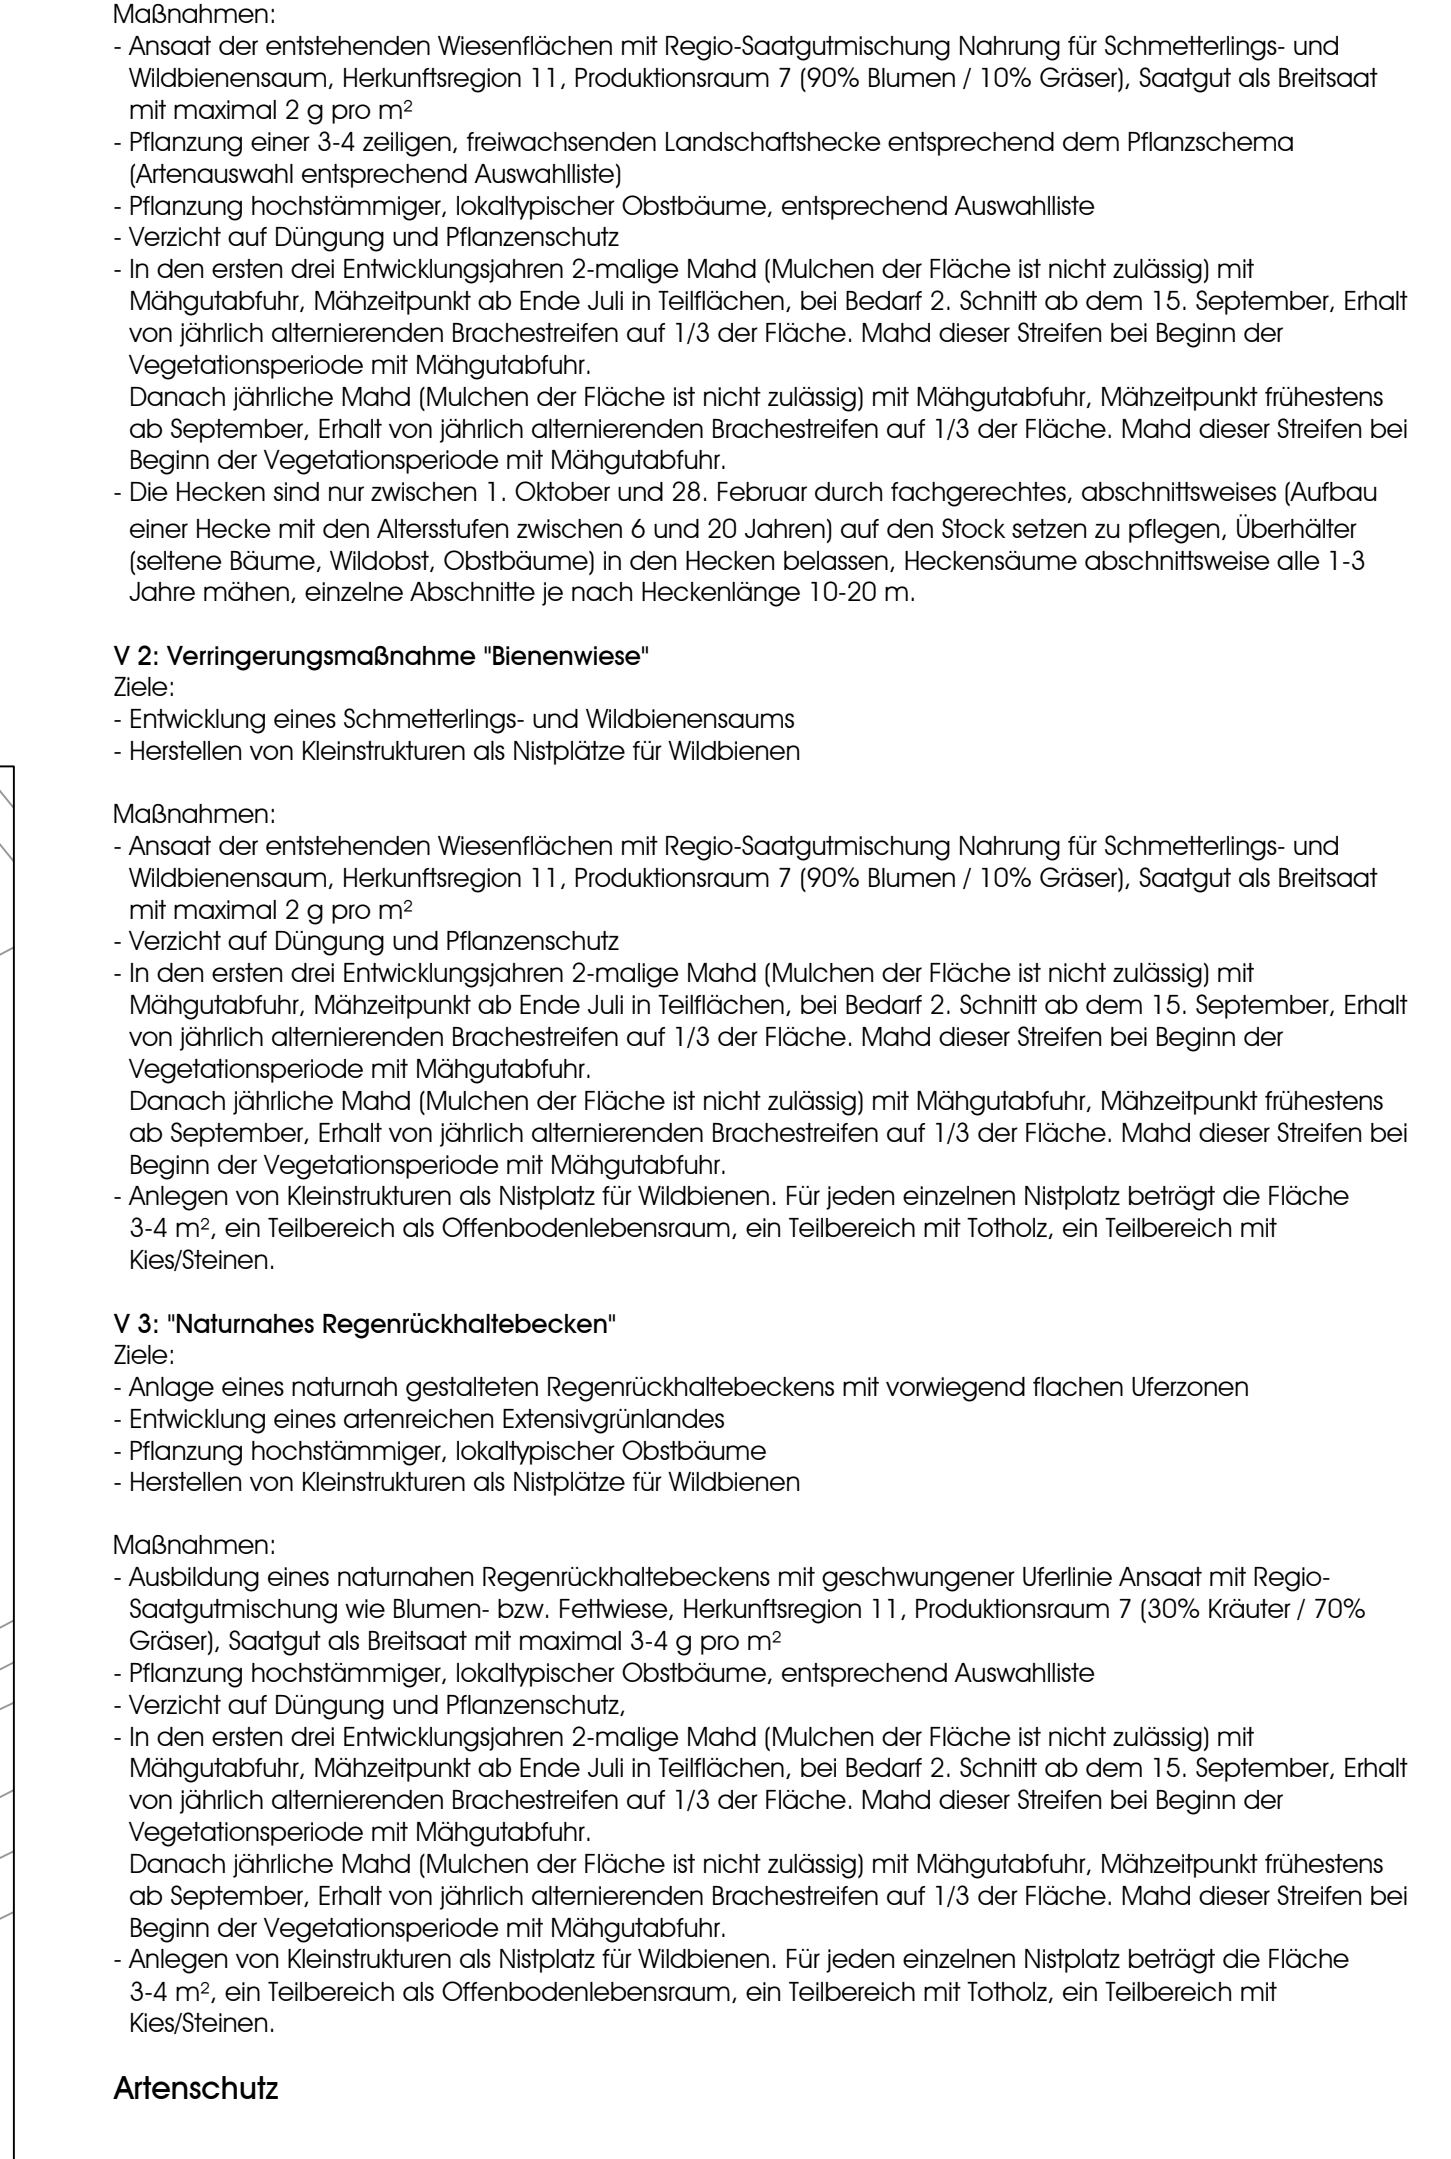 Maßnahmen:
- Ansaat der entstehenden Wiesenflächen mit Regio-Saatgutmischung Nahrung für Schmetterlings- und
Wildbienensaum, Herkunftsregion 11, Produktionsraum 7 (90% Blumen / 10% Gräser), Saatgut als Breitsaat
mit maximal 2 g pro m²
- Pflanzung einer 3-4 zeiligen, freiwachsenden Landschaftshecke entsprechend dem Pflanzschema
(Artenauswahl entsprechend Auswahlliste)
- Pflanzung hochstämmiger, lokaltypischer Obstbäume, entsprechend Auswahlliste
- Verzicht auf Düngung und Pflanzenschutz
- In den ersten drei Entwicklungsjahren 2-malige Mahd (Mulchen der Fläche ist nicht zulässig) mit
Mähgutabfuhr, Mähzeitpunkt ab Ende Juli in Teilflächen, bei Bedarf 2. Schnitt ab dem 15. September, Erhalt
von jährlich alternierenden Brachestreifen auf 1/3 der Fläche. Mahd dieser Streifen bei Beginn der
Vegetationsperiode mit Mähgutabfuhr.
Danach jährliche Mahd (Mulchen der Fläche ist nicht zulässig) mit Mähgutabfuhr, Mähzeitpunkt frühestens
ab September, Erhalt von jährlich alternierenden Brachestreifen auf 1/3 der Fläche. Mahd dieser Streifen bei
Beginn der Vegetationsperiode mit Mähgutabfuhr.
- Die Hecken sind nur zwischen 1. Oktober und 28. Februar durch fachgerechtes, abschnittsweises (Aufbau
einer Hecke mit den Altersstufen zwischen 6 und 20 Jahren) auf den Stock setzen zu pflegen, Überhälter
(seltene Bäume, Wildobst, Obstbäume) in den Hecken belassen, Heckensäume abschnittsweise alle 1-3
Jahre mähen, einzelne Abschnitte je nach Heckenlänge 10-20 m.
V 2: Verringerungsmaßnahme "Bienenwiese"
Ziele:
- Entwicklung eines Schmetterlings- und Wildbienensaums
- Herstellen von Kleinstrukturen als Nistplätze für Wildbienen
Maßnahmen:
- Ansaat der entstehenden Wiesenflächen mit Regio-Saatgutmischung Nahrung für Schmetterlings- und
Wildbienensaum, Herkunftsregion 11, Produktionsraum 7 (90% Blumen / 10% Gräser), Saatgut als Breitsaat
mit maximal 2 g pro m²
- Verzicht auf Düngung und Pflanzenschutz
- In den ersten drei Entwicklungsjahren 2-malige Mahd (Mulchen der Fläche ist nicht zulässig) mit
Mähgutabfuhr, Mähzeitpunkt ab Ende Juli in Teilflächen, bei Bedarf 2. Schnitt ab dem 15. September, Erhalt
von jährlich alternierenden Brachestreifen auf 1/3 der Fläche. Mahd dieser Streifen bei Beginn der
Vegetationsperiode mit Mähgutabfuhr.
Danach jährliche Mahd (Mulchen der Fläche ist nicht zulässig) mit Mähgutabfuhr, Mähzeitpunkt frühestens
ab September, Erhalt von jährlich alternierenden Brachestreifen auf 1/3 der Fläche. Mahd dieser Streifen bei
Beginn der Vegetationsperiode mit Mähgutabfuhr.
- Anlegen von Kleinstrukturen als Nistplatz für Wildbienen. Für jeden einzelnen Nistplatz beträgt die Fläche
3-4 m², ein Teilbereich als Offenbodenlebensraum, ein Teilbereich mit Totholz, ein Teilbereich mit
Kies/Steinen.
V 3: "Naturnahes Regenrückhaltebecken"
Ziele:
- Anlage eines naturnah gestalteten Regenrückhaltebeckens mit vorwiegend flachen Uferzonen
- Entwicklung eines artenreichen Extensivgrünlandes
- Pflanzung hochstämmiger, lokaltypischer Obstbäume
- Herstellen von Kleinstrukturen als Nistplätze für Wildbienen
Maßnahmen:
- Ausbildung eines naturnahen Regenrückhaltebeckens mit geschwungener Uferlinie Ansaat mit Regio-
Saatgutmischung wie Blumen- bzw. Fettwiese, Herkunftsregion 11, Produktionsraum 7 (30% Kräuter / 70%
Gräser), Saatgut als Breitsaat mit maximal 3-4 g pro m²
- Pflanzung hochstämmiger, lokaltypischer Obstbäume, entsprechend Auswahlliste
- Verzicht auf Düngung und Pflanzenschutz,
- In den ersten drei Entwicklungsjahren 2-malige Mahd (Mulchen der Fläche ist nicht zulässig) mit
Mähgutabfuhr, Mähzeitpunkt ab Ende Juli in Teilflächen, bei Bedarf 2. Schnitt ab dem 15. September, Erhalt
von jährlich alternierenden Brachestreifen auf 1/3 der Fläche. Mahd dieser Streifen bei Beginn der
Vegetationsperiode mit Mähgutabfuhr.
Danach jährliche Mahd (Mulchen der Fläche ist nicht zulässig) mit Mähgutabfuhr, Mähzeitpunkt frühestens
ab September, Erhalt von jährlich alternierenden Brachestreifen auf 1/3 der Fläche. Mahd dieser Streifen bei
Beginn der Vegetationsperiode mit Mähgutabfuhr.
- Anlegen von Kleinstrukturen als Nistplatz für Wildbienen. Für jeden einzelnen Nistplatz beträgt die Fläche
3-4 m², ein Teilbereich als Offenbodenlebensraum, ein Teilbereich mit Totholz, ein Teilbereich mit
Kies/Steinen.
Artenschutz